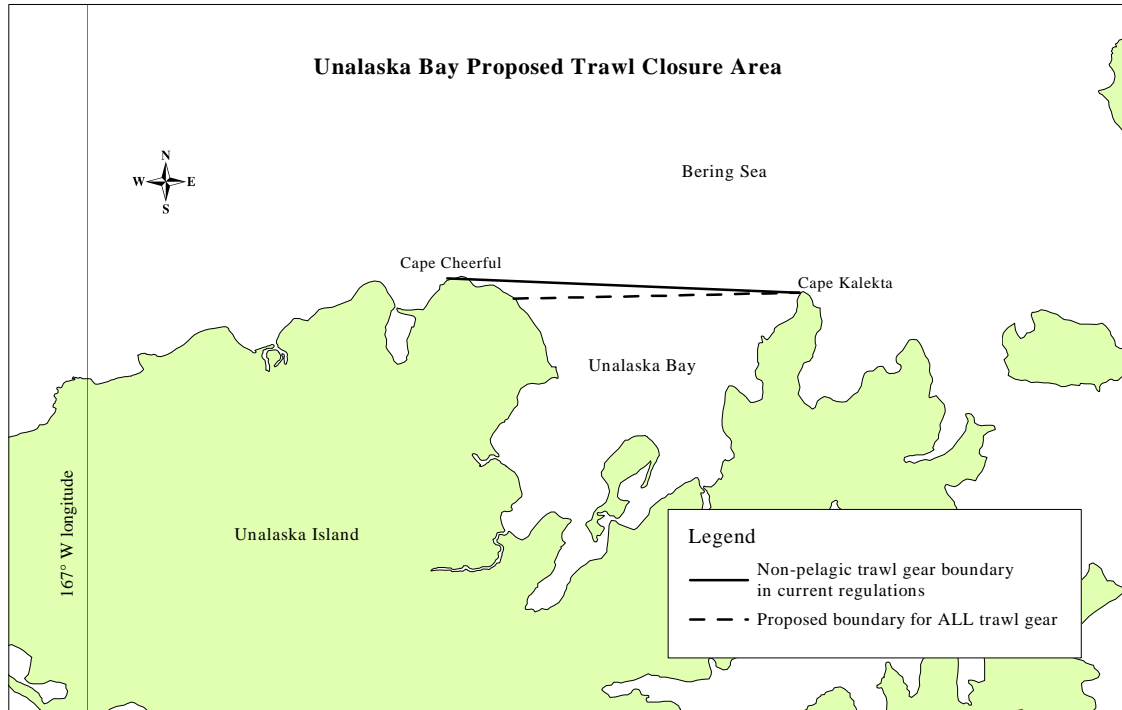 Unalaska Bay Proposed Trawl Closure Area
Bering Sea
N
W
E
S
Cape Cheerful
Cape Kalekta
Unalaska Bay
167° W longitude
Unalaska Island
Legend
Non-pelagic trawl gear boundary
in current regulations
Proposed boundary for ALL trawl gear